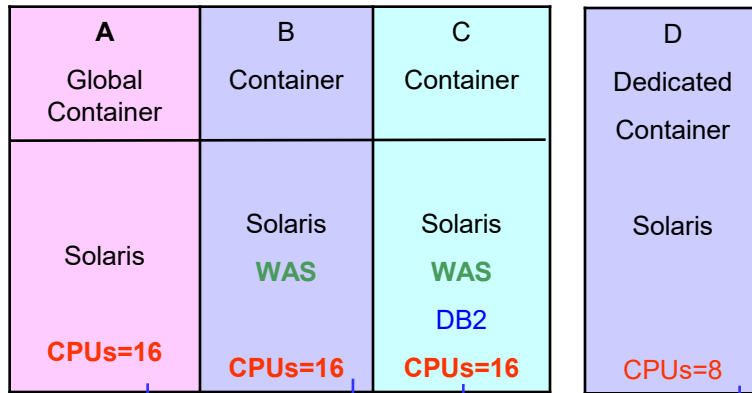 A
Global
Container
Solaris
CPUs=16
B
Container
Solaris
WAS
CPUs=16
C
Container
Solaris
WAS
DB2
CPUs=16
D
Dedicated
Container
Solaris
CPUs=8